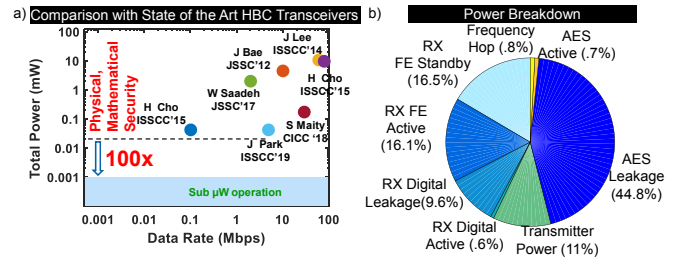 a) Comparison with State of the Art HBC Transceivers
Total Power (mW)
100
10
1
0.1
0.01
0.001
Physical,
Mathematical
Security
100x
J Lee
ISSCC'14
J Bae
JSSC'12
H Cho
ISSCC'15
W Saadeh
JSSC'17
H Cho
ISSCC'15
S Maity
CICC '18
J Park
ISSCC'19
Sub µW operation
0.001
0.01
0.1
1
10
100
Data Rate (Mbps)
b) Power Breakdown
Frequency
Hop (.8%)
AES
Active (.7%)
RX
FE Standby
(16.5%)
RX FE
Active
(16.1%)
AES
Leakage
(44.8%)
RX Digital
Leakage(9.6%)
RX Digital
Active (.6%)
Transmitter
Power (11%)